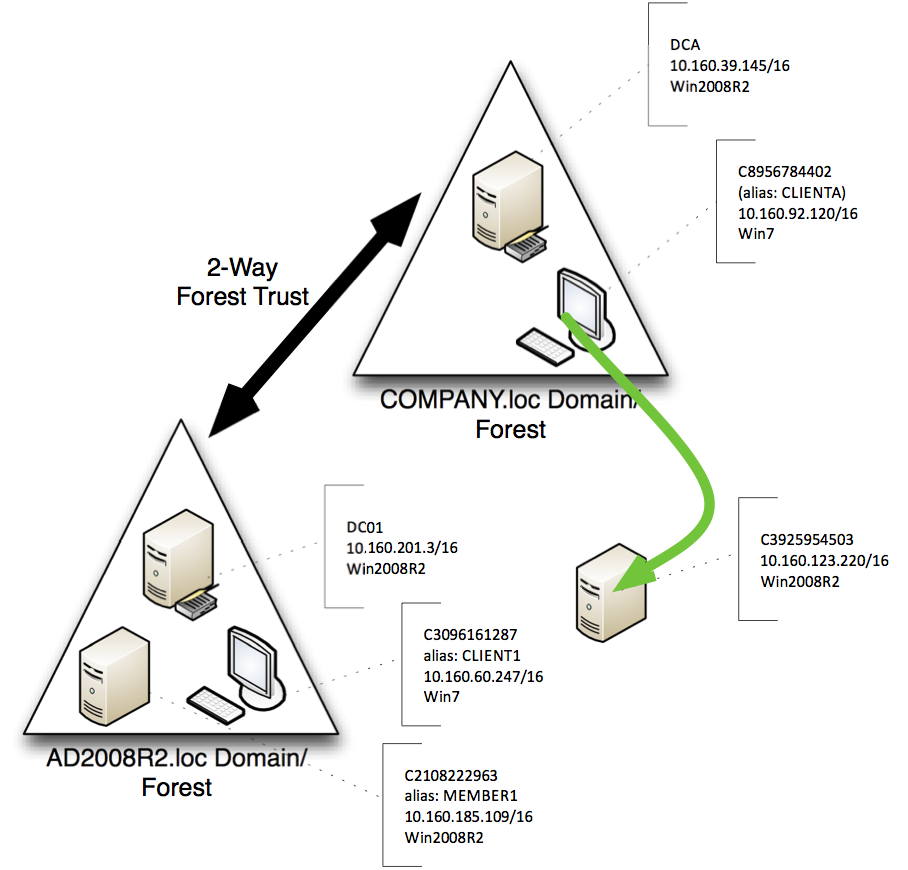 DCA
10.160.39.145/16
Win2008R2
C8956784402
(alias: CLIENTA)
10.160.92.120/16
Win7
2-Way
Forest Trust
COMPANY.loc Domain/
Forest
DC01
10.160.201.3/16
Win2008R2
C3925954503
10.160.123.220/16
Win2008R2
C3096161287
alias: CLIENT1
10.160.60.247/16
Win7
AD2008R2.loc Domain/
Forest
C2108222963
alias: MEMBER1
10.160.185.109/16
Win2008R2